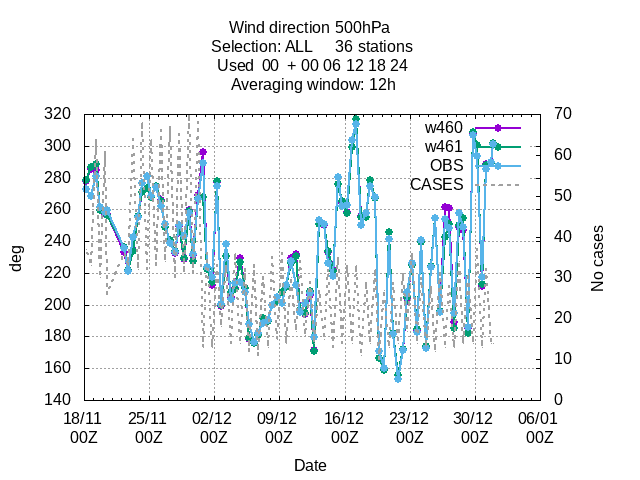 Wind direction 500hPa
Selection: ALL 36 stations
Used 00 + 00 06 12 18 24
Averaging window: 12h
320
300
280
260
240
220
200
180
160
140
deg
70
60
50
40
30
20
10
0
No cases
w460
w461
OBS
CASES
18/11 25/11 02/12 09/12 16/12 23/12 30/12 06/01
00Z 00Z 00Z 00Z 00Z 00Z 00Z 00Z
Date